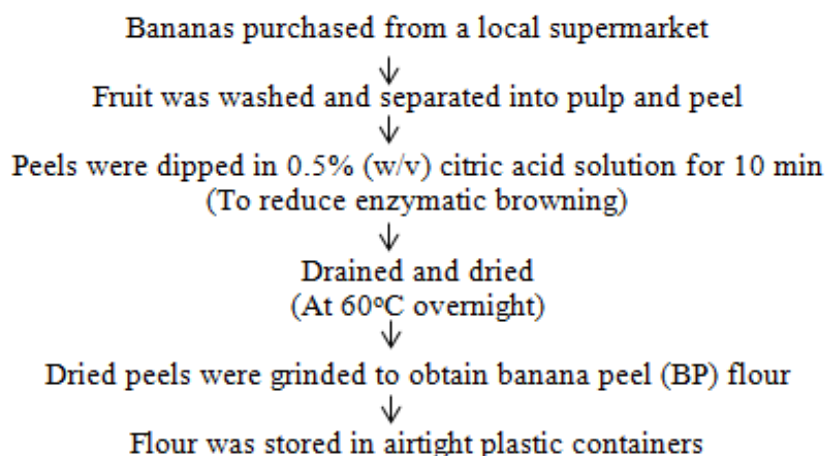 Bananas purchased from a local supermarket
↓
Fruit was washed and separated into pulp and peel
↓
Peels were dipped in 0.5% (w/v) citric acid solution for 10 min
(To reduce enzymatic browning)
↓
Drained and dried
(At 60°C overnight)
↓
Dried peels were grinded to obtain banana peel (BP) flour
↓
Flour was stored in airtight plastic containers